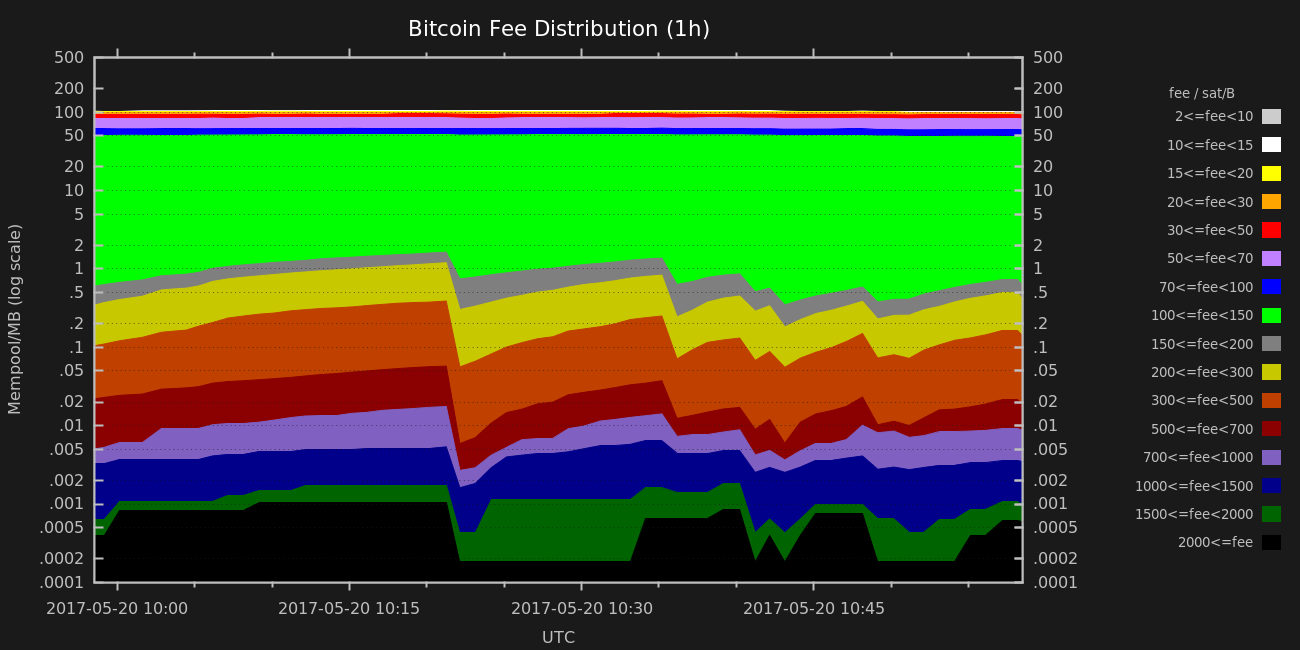 Bitcoin Fee Distribution (1h)
Mempool/MB (log scale)
500
200
100
50
20
10
5
2
1
.5
.2
.1
.05
.02
.01
.005
.002
.001
.0005
.0002
.0001
500
200
100
50
20
10
5
2
1
.5
.2
.1
.05
.02
.01
.005
.002
.001
.0005
.0002
.0001
2017-05-20 10:00
2017-05-20 10:15
2017-05-20 10:30
2017-05-20 10:45
UTC
fee / sat/B
2<=fee<10
10<=fee<15
15<=fee<20
20<=fee<30
30<=fee<50
50<=fee<70
70<=fee<100
100<=fee<150
150<=fee<200
200<=fee<300
300<=fee<500
500<=fee<700
700<=fee<1000
1000<=fee<1500
1500<=fee<2000
2000<=fee